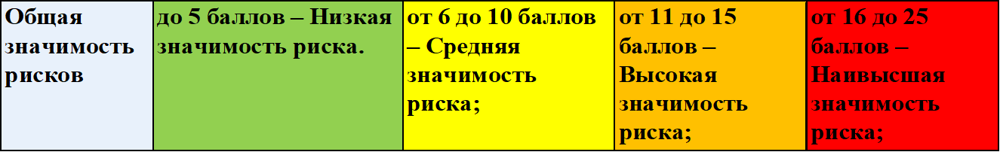 Общая
значимость
рисков
до 5 баллов – Низкая
значимость риска.
от 6 до 10 баллов
– Средняя
значимость
риска;
от 11 до 15
баллов –
Высокая
значимость
риска;
от 16 до 25
баллов –
Наивысшая
значимость
риска;